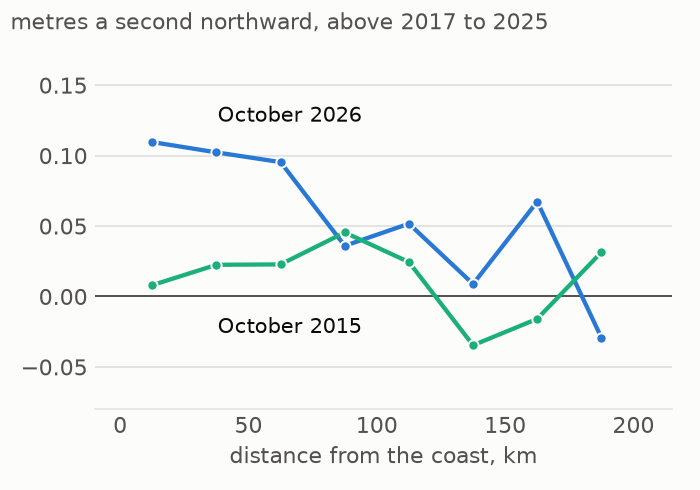 metres a second northward, above 2017 to 2025
0.15
October 2026
0.10
0.05
0.00
October 2015
−0.05
0 50 100 150 200
distance from the coast, km